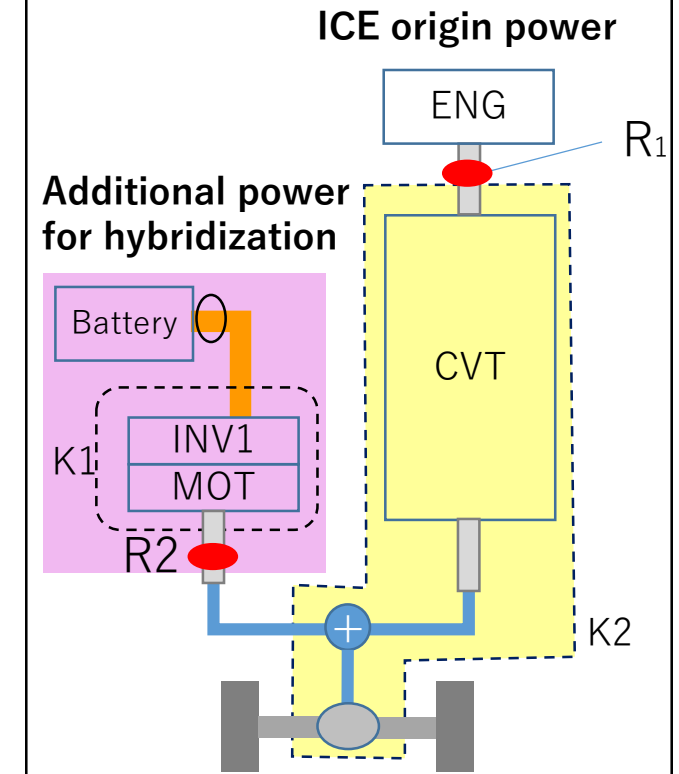 ICE origin power
ENG
R1
Additional power
for hybridization
Battery
CVT
INV1
K1
MOT
R2
K2